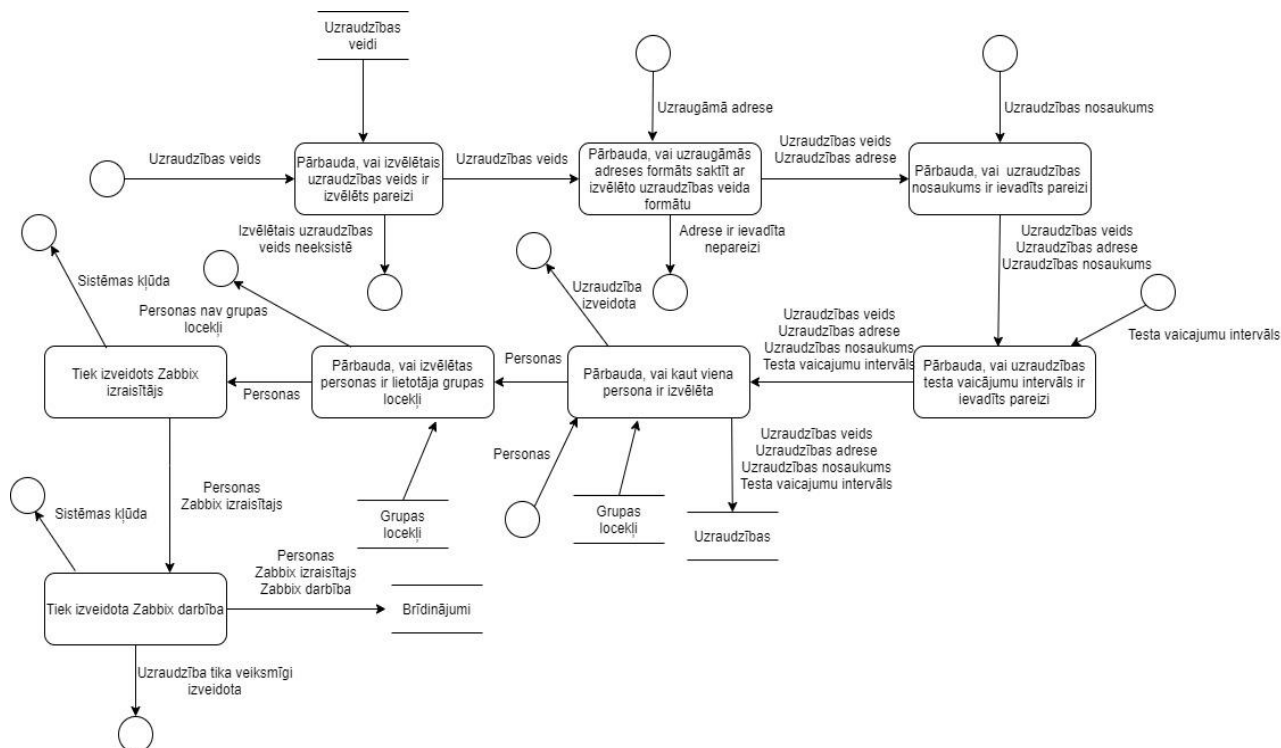 Uzraudzības
veidi
Uzraugāmā adrese
Uzraudzības nosaukums
Uzraudzības veids
Pārbauda, vai izvēlētais
uzraudzības veids ir
izvēlēts pareizi
Uzraudzības veids
Pārbauda, vai uzraugāmās
adreses formāts saktīt ar
izvēlēto uzraudzības veida
formātu
Uzraudzības veids
Uzraudzības adrese
Pārbauda, vai uzraudzības
nosaukums ir ievadīts pareizi
Izvēlētais uzraudzības
veids neeksistē
Adrese ir ievadīta
nepareizi
Uzraudzības veids
Uzraudzības adrese
Uzraudzības nosaukums
Sistēmas kļūda
Personas nav grupas
locekļi
Uzraudzība
izveidota
Uzraudzības veids
Uzraudzības adrese
Uzraudzības nosaukums
Testa vaicajumu intervāls
Testa vaicajumu intervāls
Tiek izveidots Zabbix
izraisītājs
Personas
Pārbauda, vai izvēlētas
personas ir lietotāja grupas
locekļi
Personas
Pārbauda, vai kaut viena
persona ir izvēlēta
Pārbauda, vai uzraudzības
testa vaicājumu intervāls ir
ievadīts pareizi
Personas
Uzraudzības veids
Uzraudzības adrese
Uzraudzības nosaukums
Testa vaicajumu intervāls
Personas
Zabbix izraisītajs
Sistēmas kļūda
Grupas
locekļi
Grupas
locekļi
Uzraudzības
Personas
Zabbix izraisītajs
Zabbix darbība
Tiek izveidota Zabbix darbība
Brīdinājumi
Uzraudzība tika veiksmīgi
izveidota